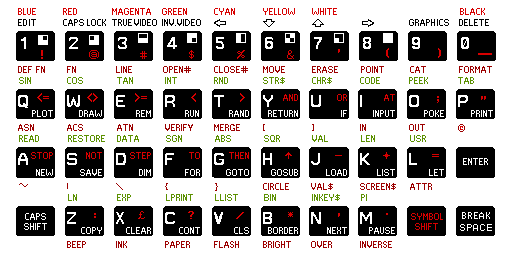 BLUE RED MAGENTA GREEN CYAN YELLOW WHITE BLACK
EDIT CAPS LOCK TRUE VIDEO INV.VIDEO ⇦ ⇩ ⇧ ⇨ GRAPHICS DELETE
1 ! 2 @ 3 # 4 $ 5 % 6 & 7 ' 8 ( 9 ) 0 _
DEF FN FN LINE OPEN# CLOSE# MOVE ERASE POINT CAT FORMAT
SIN COS TAN INT RND STR$ CHR$ CODE PEEK TAB
Q <= W <> E >= R < T > Y AND U OR I AT O ; P "
PLOT DRAW REM RUN RAND RETURN IF INPUT POKE PRINT
ASN ACS ATN VERIFY MERGE [ ] IN OUT ©
READ RESTORE DATA SGN ABS SQR VAL LEN USR
A STOP S NOT D STEP F TO G THEN H ↑ J - K + L = ENTER
NEW SAVE DIM FOR GOTO GOSUB LOAD LIST LET
~ | \ { } CIRCLE VAL$ SCREEN$ ATTR
LN EXP LPRINT LLIST BIN INKEY$ PI
CAPS SHIFT Z : X £ C ? V / B * N , M . SYMBOL SHIFT BREAK SPACE
COPY CLEAR CONT CLS BORDER NEXT PAUSE
BEEP INK PAPER FLASH BRIGHT OVER INVERSE